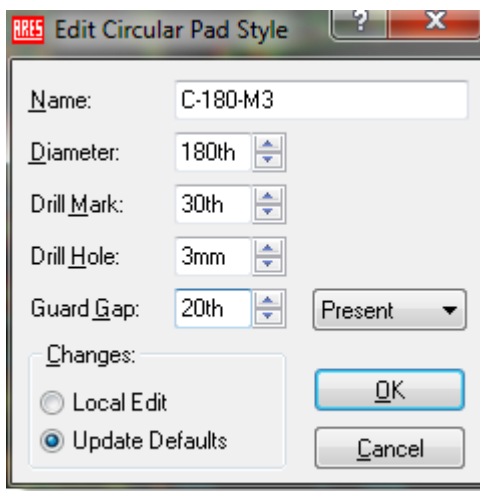 ARES Edit Circular Pad Style ? X
Name: C-180-M3
Diameter: 180th
Drill Mark: 30th
Drill Hole: 3mm
Guard Gap: 20th Present
Changes:
Local Edit
OK
Update Defaults
Cancel